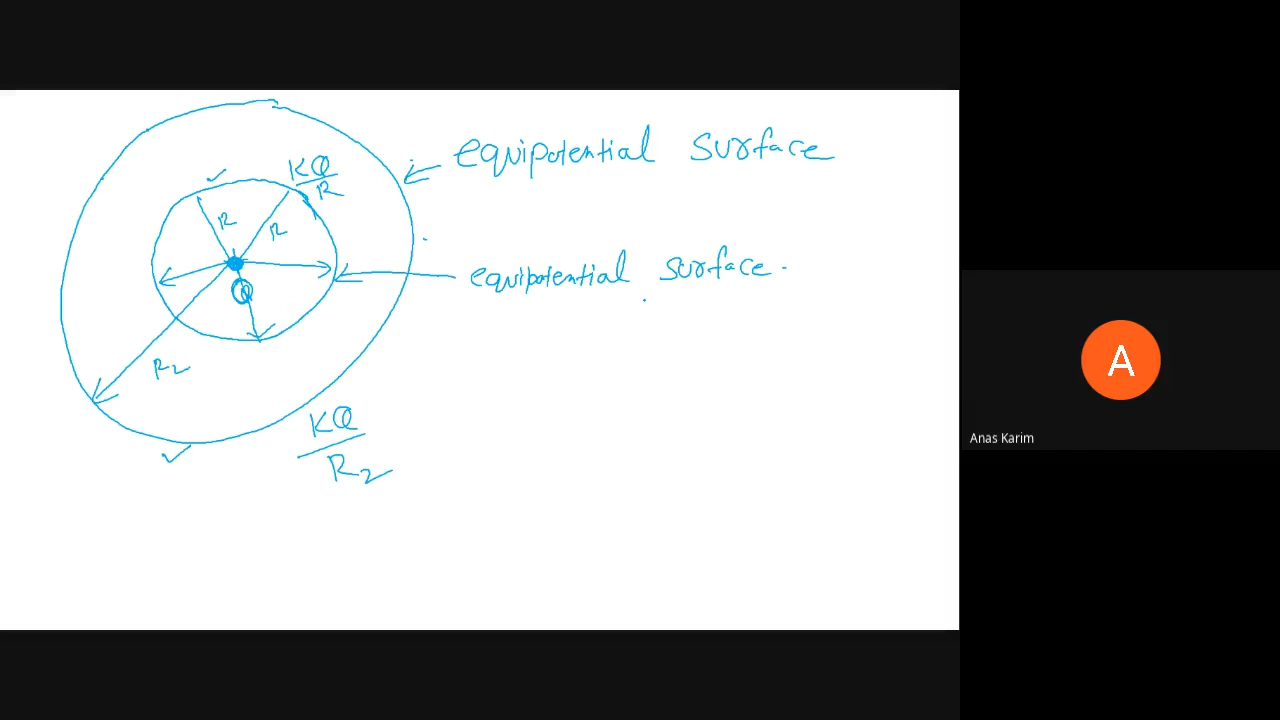 equipotential surface
KQ
R
R
R
equipotential surface.
Q
R2
KQ
R2
A
Anas Karim